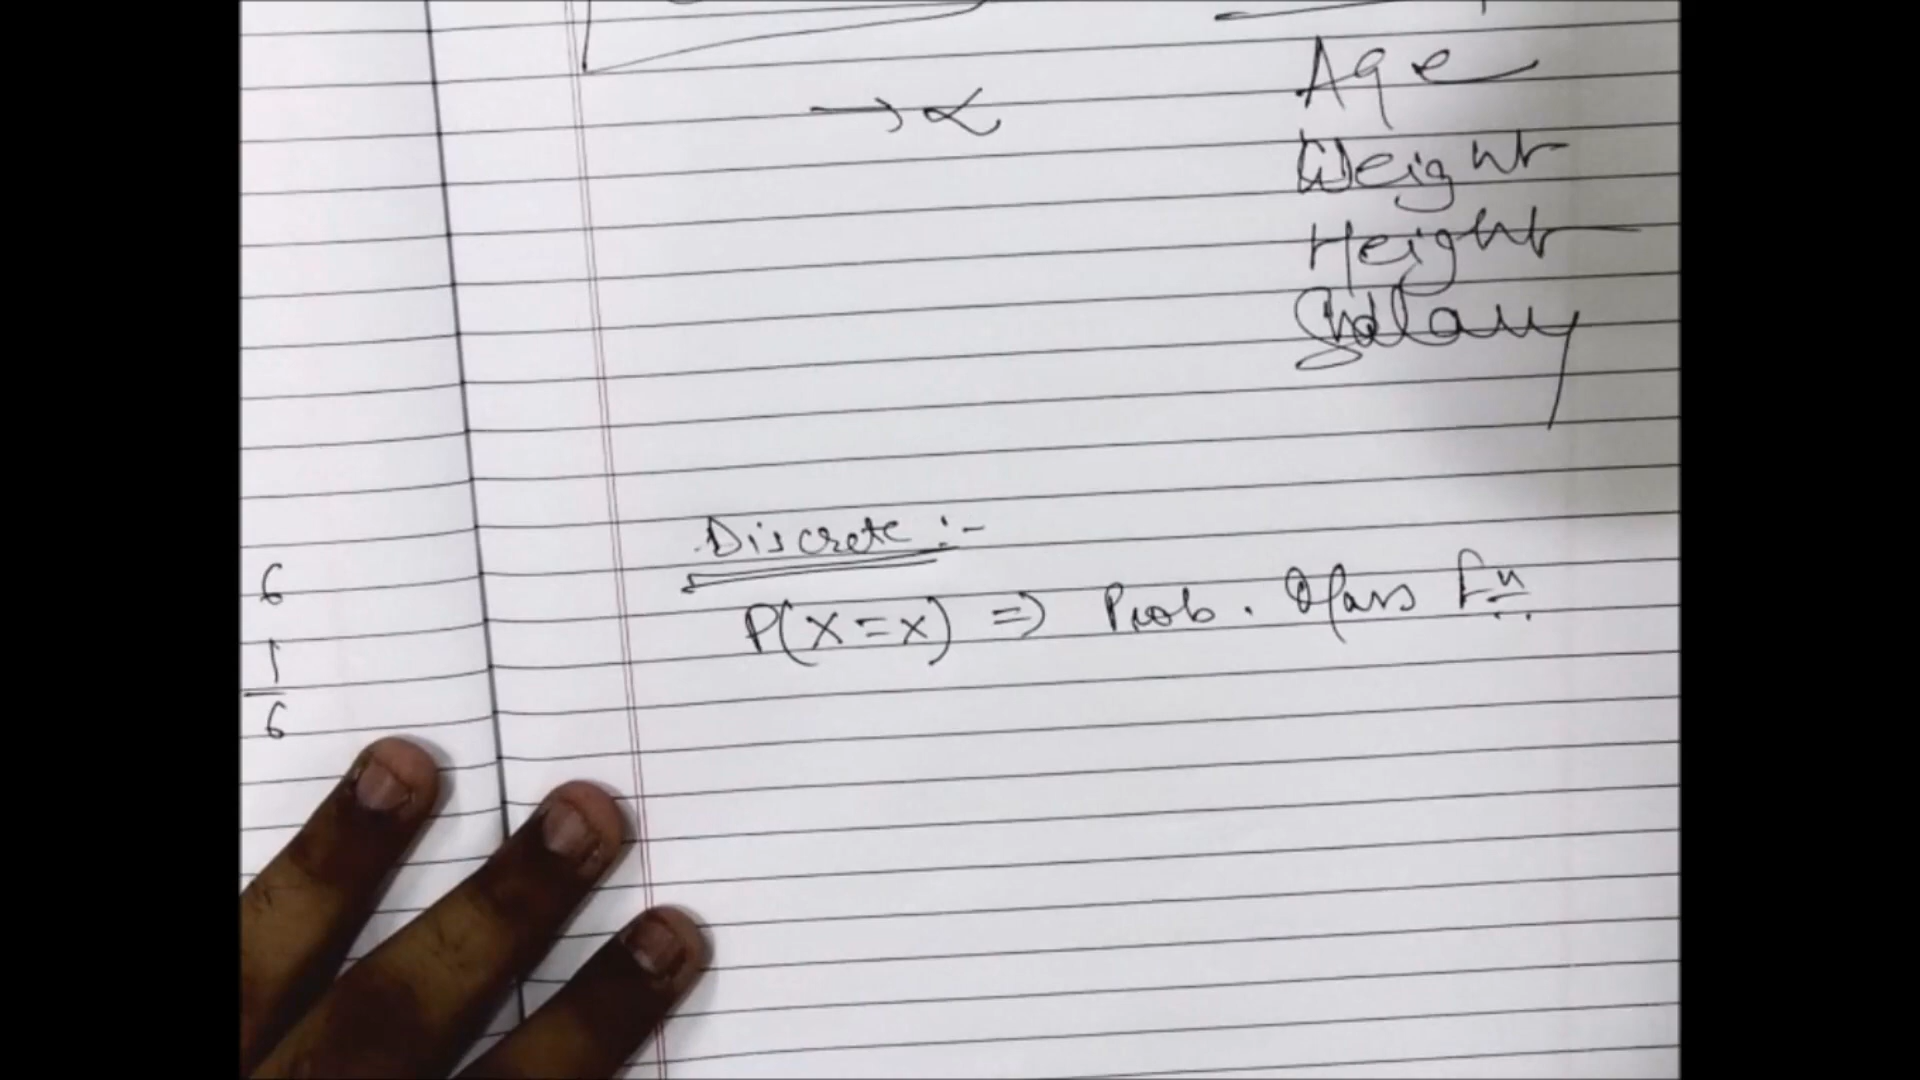 → ∝
Age
Weight
Height
Salary
Discrete :-
P(X=x) ⇒ Prob. Mass Fn.
6
1
6